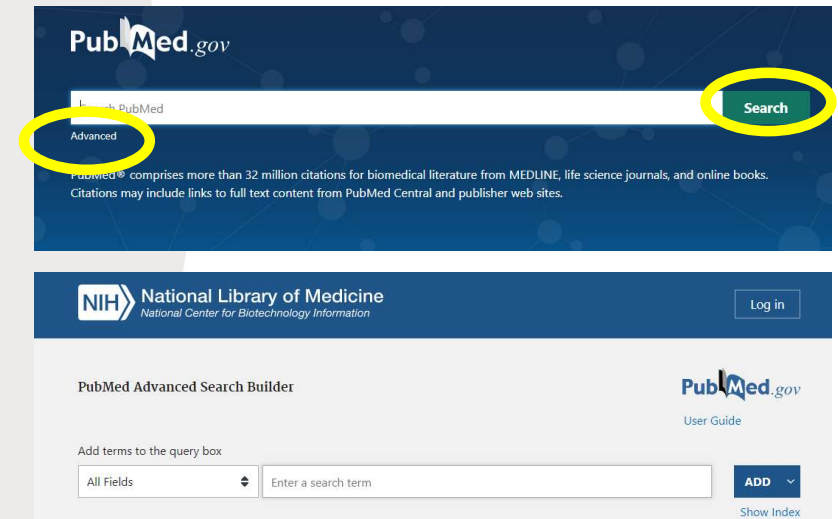 PubMed.gov
Search PubMed
Search
Advanced
PubMed® comprises more than 32 million citations for biomedical literature from MEDLINE, life science journals, and online books.
Citations may include links to full text content from PubMed Central and publisher web sites.
NIH National Library of Medicine
National Center for Biotechnology Information
Log in
PubMed Advanced Search Builder
PubMed.gov
User Guide
Add terms to the query box
All Fields
Enter a search term
ADD
Show Index